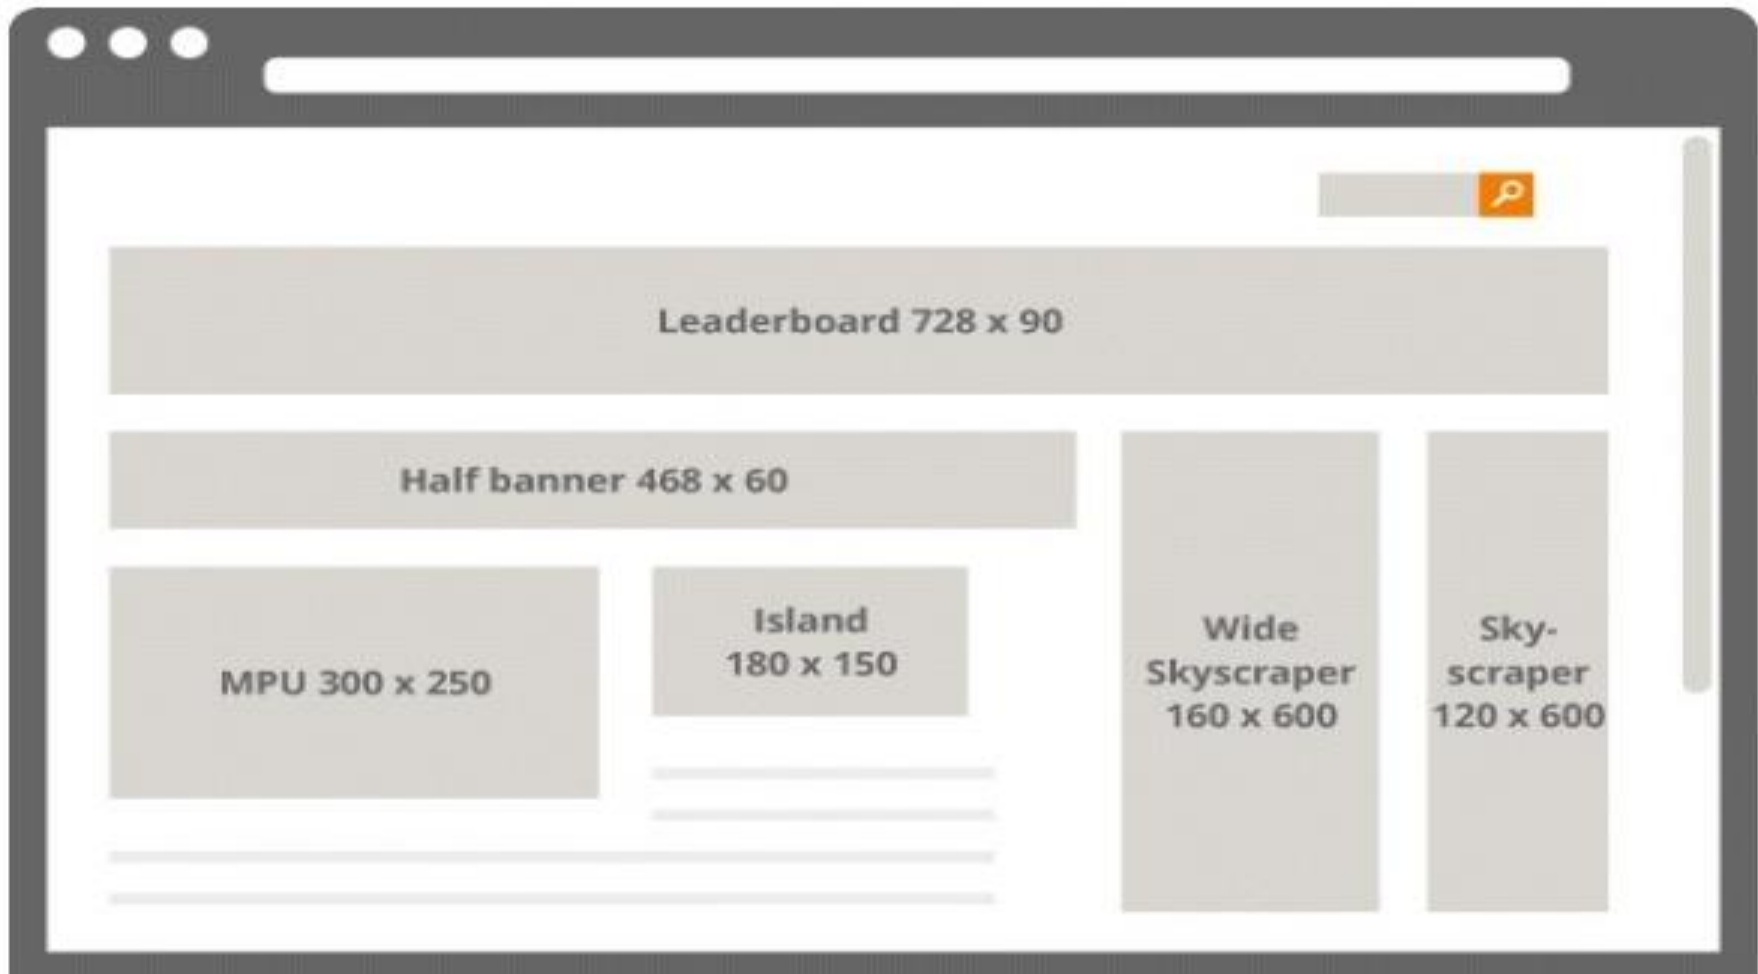 Leaderboard 728 x 90
Half banner 468 x 60
MPU 300 x 250
Island
180 x 150
Wide
Skyscraper
160 x 600
Sky-
scraper
120 x 600